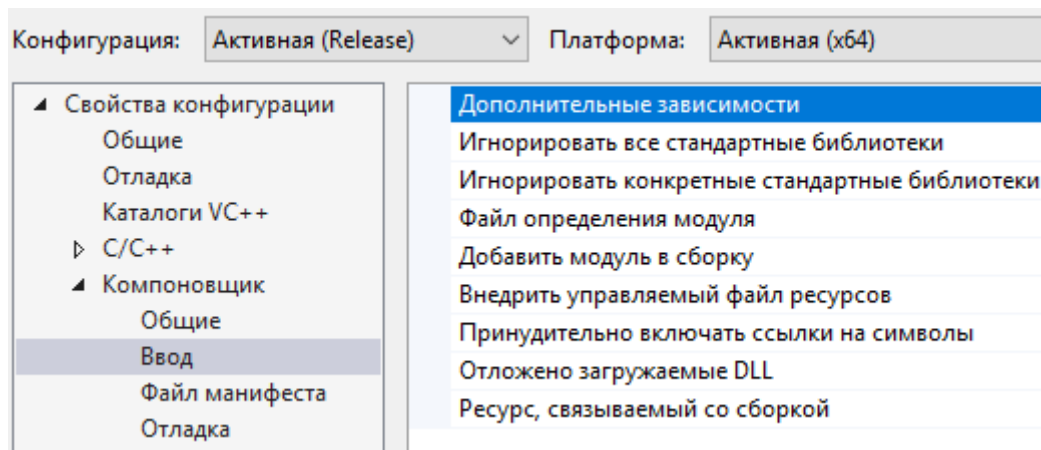 Конфигурация: Активная (Release) Платформа: Активная (x64)
Свойства конфигурации
Общие
Отладка
Каталоги VC++
C/C++
Компоновщик
Общие
Ввод
Файл манифеста
Отладка
Дополнительные зависимости
Игнорировать все стандартные библиотеки
Игнорировать конкретные стандартные библиотеки
Файл определения модуля
Добавить модуль в сборку
Внедрить управляемый файл ресурсов
Принудительно включать ссылки на символы
Отложено загружаемые DLL
Ресурс, связываемый со сборкой